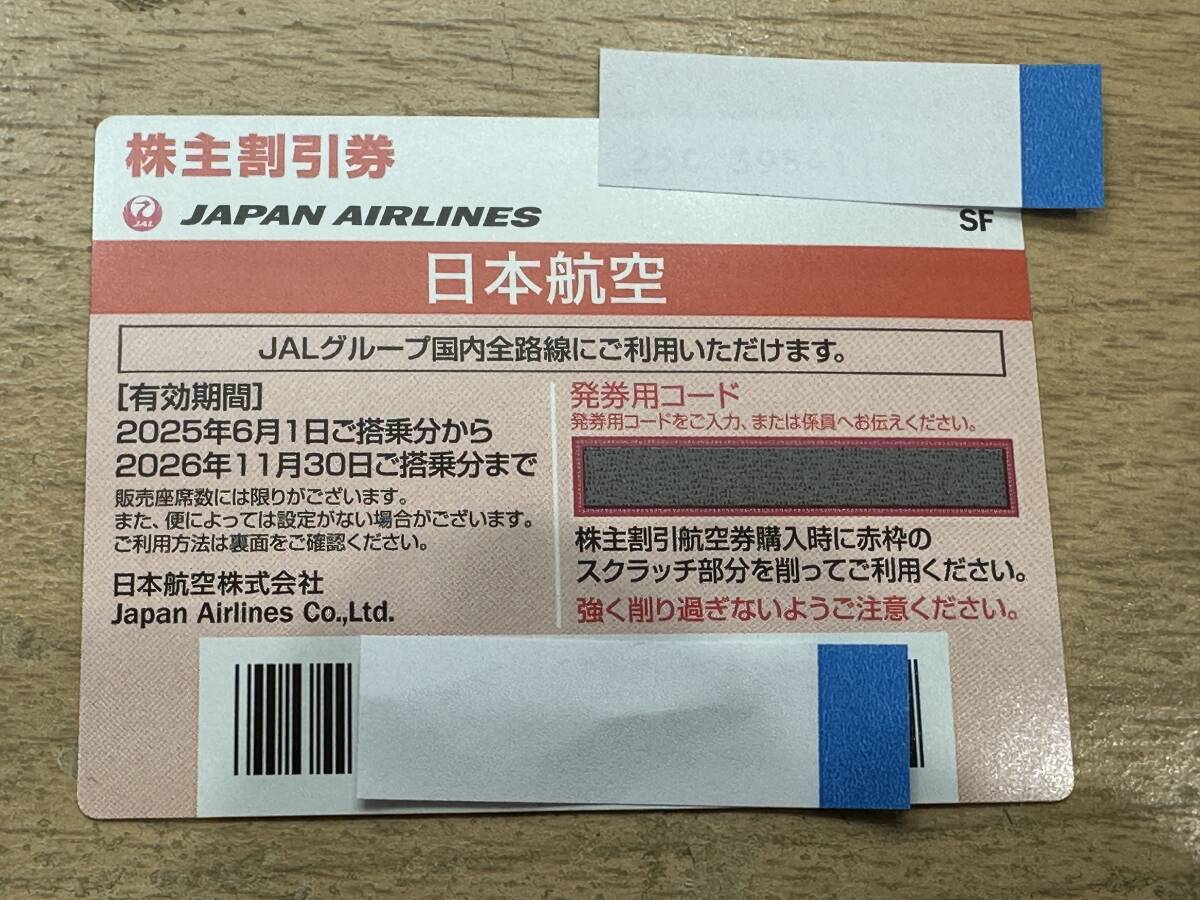 株主割引券
JAL JAPAN AIRLINES
SF
日本航空
JALグループ国内全路線にご利用いただけます。
[有効期間]
2025年6月1日ご搭乗分から
2026年11月30日ご搭乗分まで
販売座席数には限りがございます。
また、便によっては設定がない場合がございます。
ご利用方法は裏面をご確認ください。
日本航空株式会社
Japan Airlines Co.,Ltd.
発券用コード
発券用コードをご入力、または係員へお伝えください。
株主割引航空券購入時に赤枠の
スクラッチ部分を削ってご利用ください。
強く削り過ぎないようご注意ください。